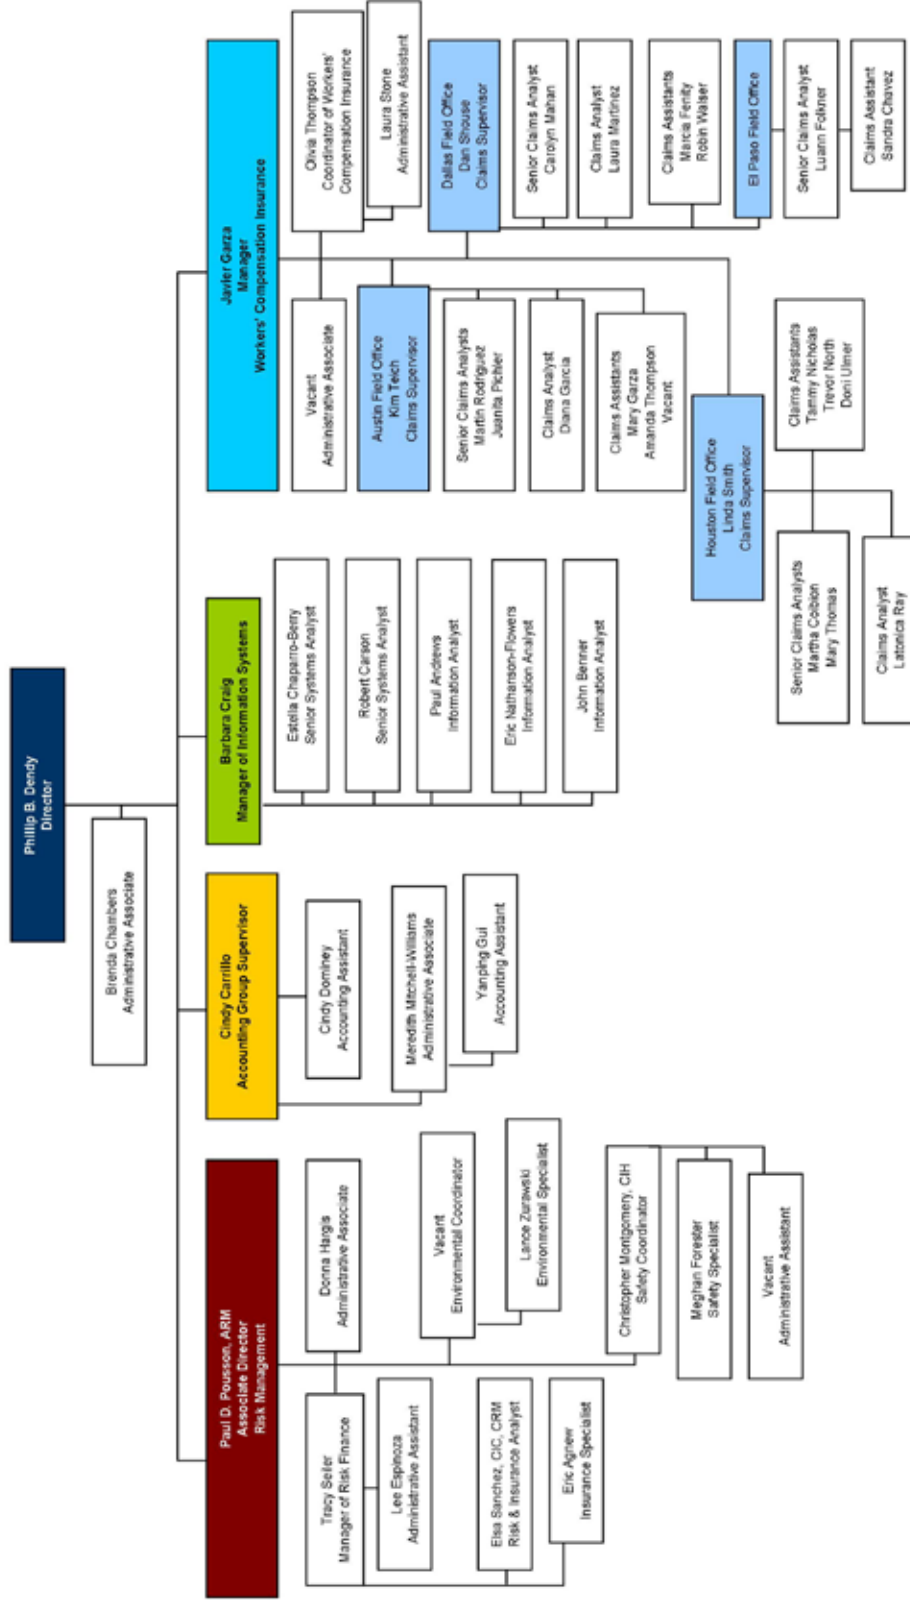 Phillip B. Dendy
Director
Brenda Chambers
Administrative Associate
Paul D. Pousson, ARM
Associate Director
Risk Management
Tracy Seiler
Manager of Risk Finance
Donna Hargis
Administrative Associate
Lee Espinoza
Administrative Assistant
Vacant
Environmental Coordinator
Elsa Sanchez, CIC, CRM
Risk & Insurance Analyst
Lance Zurawski
Environmental Specialist
Eric Agnew
Insurance Specialist
Christopher Montgomery, CIH
Safety Coordinator
Meghan Forester
Safety Specialist
Vacant
Administrative Assistant
Cindy Carrillo
Accounting Group Supervisor
Cindy Dominey
Accounting Assistant
Meredith Mitchell-Williams
Administrative Associate
Yanping Gui
Accounting Assistant
Barbara Craig
Manager of Information Systems
Estella Chaparro-Berry
Senior Systems Analyst
Robert Carson
Senior Systems Analyst
Paul Andrews
Information Analyst
Eric Nathanson-Flowers
Information Analyst
John Benner
Information Analyst
Javier Garza
Manager
Workers' Compensation Insurance
Vacant
Administrative Associate
Olivia Thompson
Coordinator of Workers'
Compensation Insurance
Laura Stone
Administrative Assistant
Austin Field Office
Kim Teich
Claims Supervisor
Senior Claims Analysts
Martin Rodriguez
Juanita Pichler
Claims Analyst
Diana Garcia
Claims Assistants
Mary Garza
Amanda Thompson
Vacant
Dallas Field Office
Dan Shouse
Claims Supervisor
Senior Claims Analyst
Carolyn Mahan
Claims Analyst
Laura Martinez
Claims Assistants
Marcia Fenity
Robin Walser
El Paso Field Office
Senior Claims Analyst
Luann Folkner
Claims Assistant
Sandra Chavez
Houston Field Office
Linda Smith
Claims Supervisor
Senior Claims Analysts
Martha Coibion
Mary Thomas
Claims Assistants
Tammy Nicholas
Trevor North
Doni Ulmer
Claims Analyst
Latonica Ray